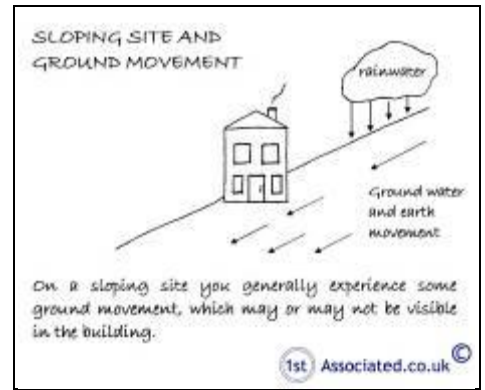 SLOPING SITE AND
GROUND MOVEMENT
rainwater
Ground water
and earth
movement
On a sloping site you generally experience some
ground movement, which may or may not be visible
in the building.
1st Associated.co.uk ©